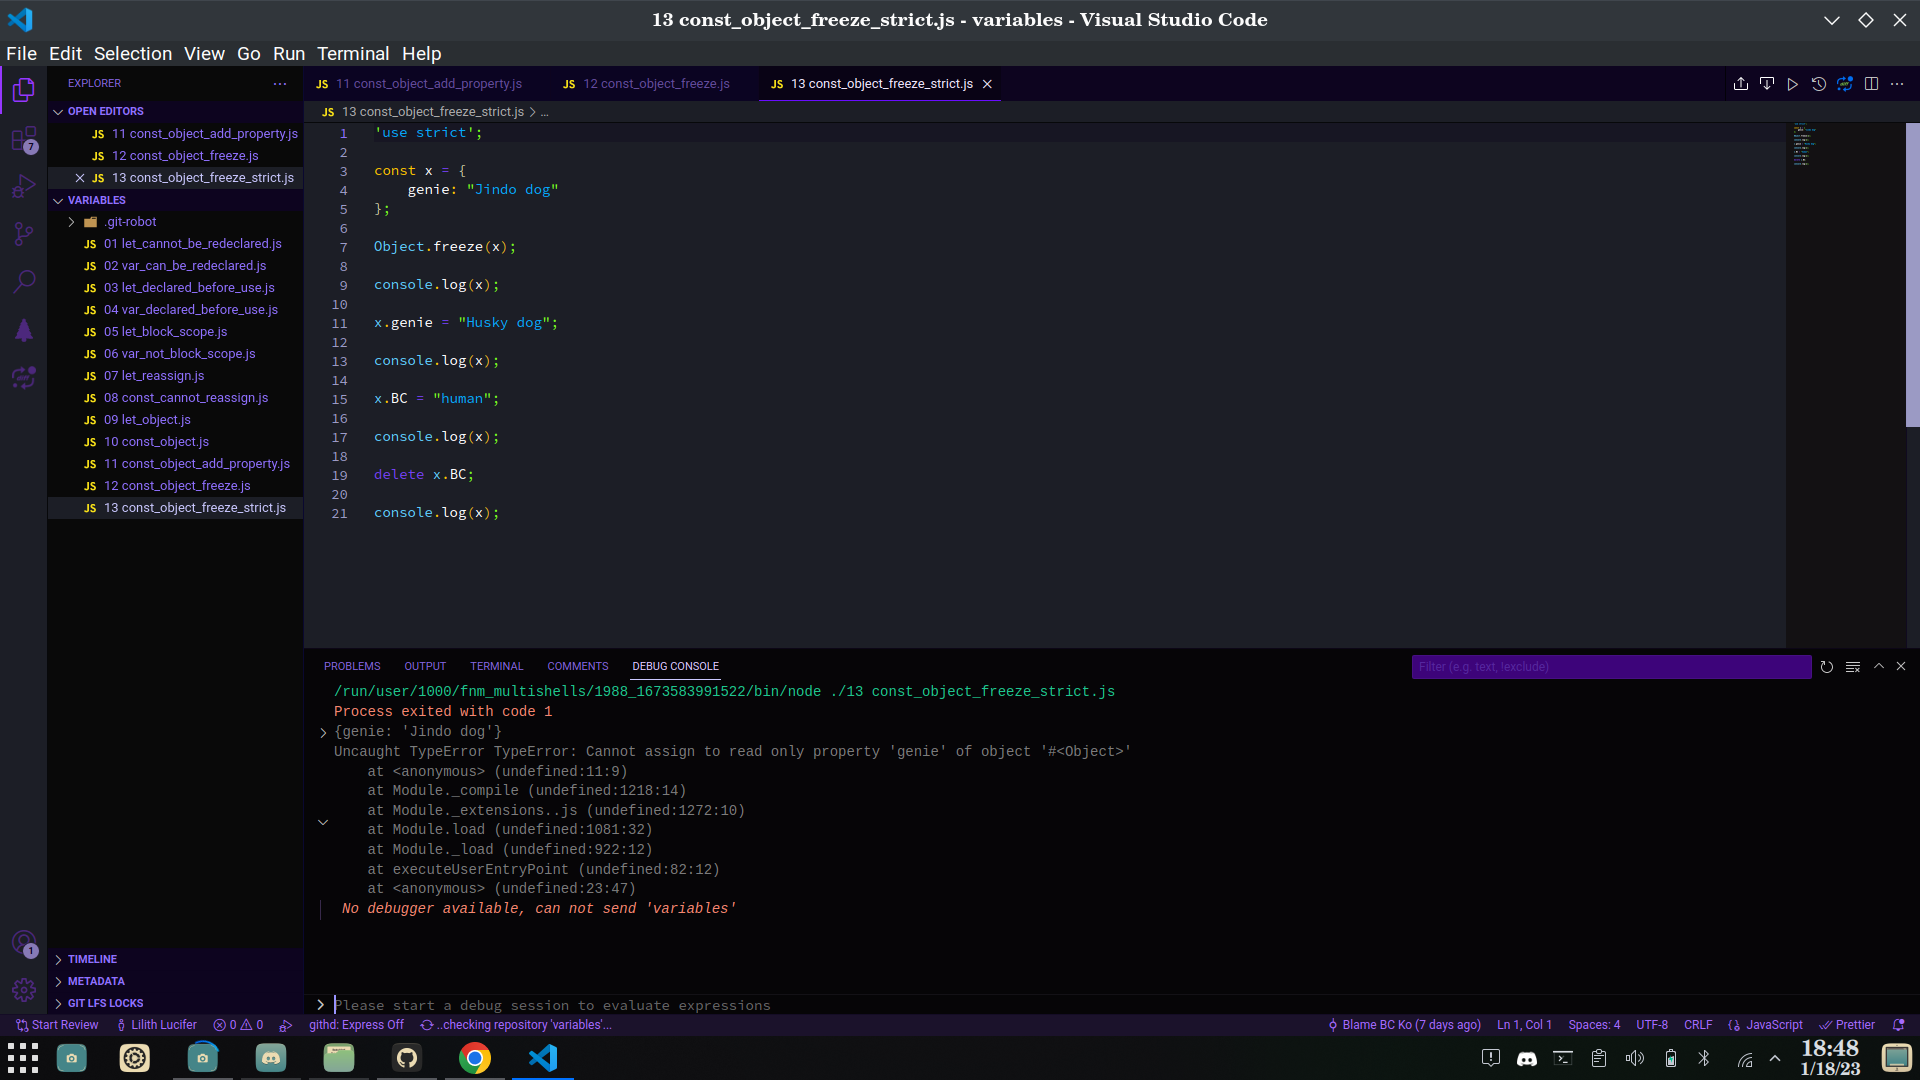 13 const_object_freeze_strict.js - variables - Visual Studio Code
File Edit Selection View Go Run Terminal Help
EXPLORER
OPEN EDITORS
JS 11 const_object_add_property.js
JS 12 const_object_freeze.js
JS 13 const_object_freeze_strict.js
VARIABLES
.git-robot
JS 01 let_cannot_be_redeclared.js
JS 02 var_can_be_redeclared.js
JS 03 let_declared_before_use.js
JS 04 var_declared_before_use.js
JS 05 let_block_scope.js
JS 06 var_not_block_scope.js
JS 07 let_reassign.js
JS 08 const_cannot_reassign.js
JS 09 let_object.js
JS 10 const_object.js
JS 11 const_object_add_property.js
JS 12 const_object_freeze.js
JS 13 const_object_freeze_strict.js
TIMELINE
METADATA
GIT LFS LOCKS
7
1
JS 11 const_object_add_property.js JS 12 const_object_freeze.js JS 13 const_object_freeze_strict.js
JS 13 const_object_freeze_strict.js > ...
1 'use strict';
2
3 const x = {
4 genie: "Jindo dog"
5 };
6
7 Object.freeze(x);
8
9 console.log(x);
10
11 x.genie = "Husky dog";
12
13 console.log(x);
14
15 x.BC = "human";
16
17 console.log(x);
18
19 delete x.BC;
20
21 console.log(x);
PROBLEMS OUTPUT TERMINAL COMMENTS DEBUG CONSOLE
Filter (e.g. text, !exclude)
/run/user/1000/fnm_multishells/1988_1673583991522/bin/node ./13 const_object_freeze_strict.js
Process exited with code 1
{genie: 'Jindo dog'}
Uncaught TypeError TypeError: Cannot assign to read only property 'genie' of object '#<Object>'
at <anonymous> (undefined:11:9)
at Module._compile (undefined:1218:14)
at Module._extensions..js (undefined:1272:10)
at Module.load (undefined:1081:32)
at Module._load (undefined:922:12)
at executeUserEntryPoint (undefined:82:12)
at <anonymous> (undefined:23:47)
No debugger available, can not send 'variables'
Please start a debug session to evaluate expressions
Start Review Lilith Lucifer 0 0 githd: Express Off ..checking repository 'variables'... Blame BC Ko (7 days ago) Ln 1, Col 1 Spaces: 4 UTF-8 CRLF JavaScript Prettier
18:48
1/18/23